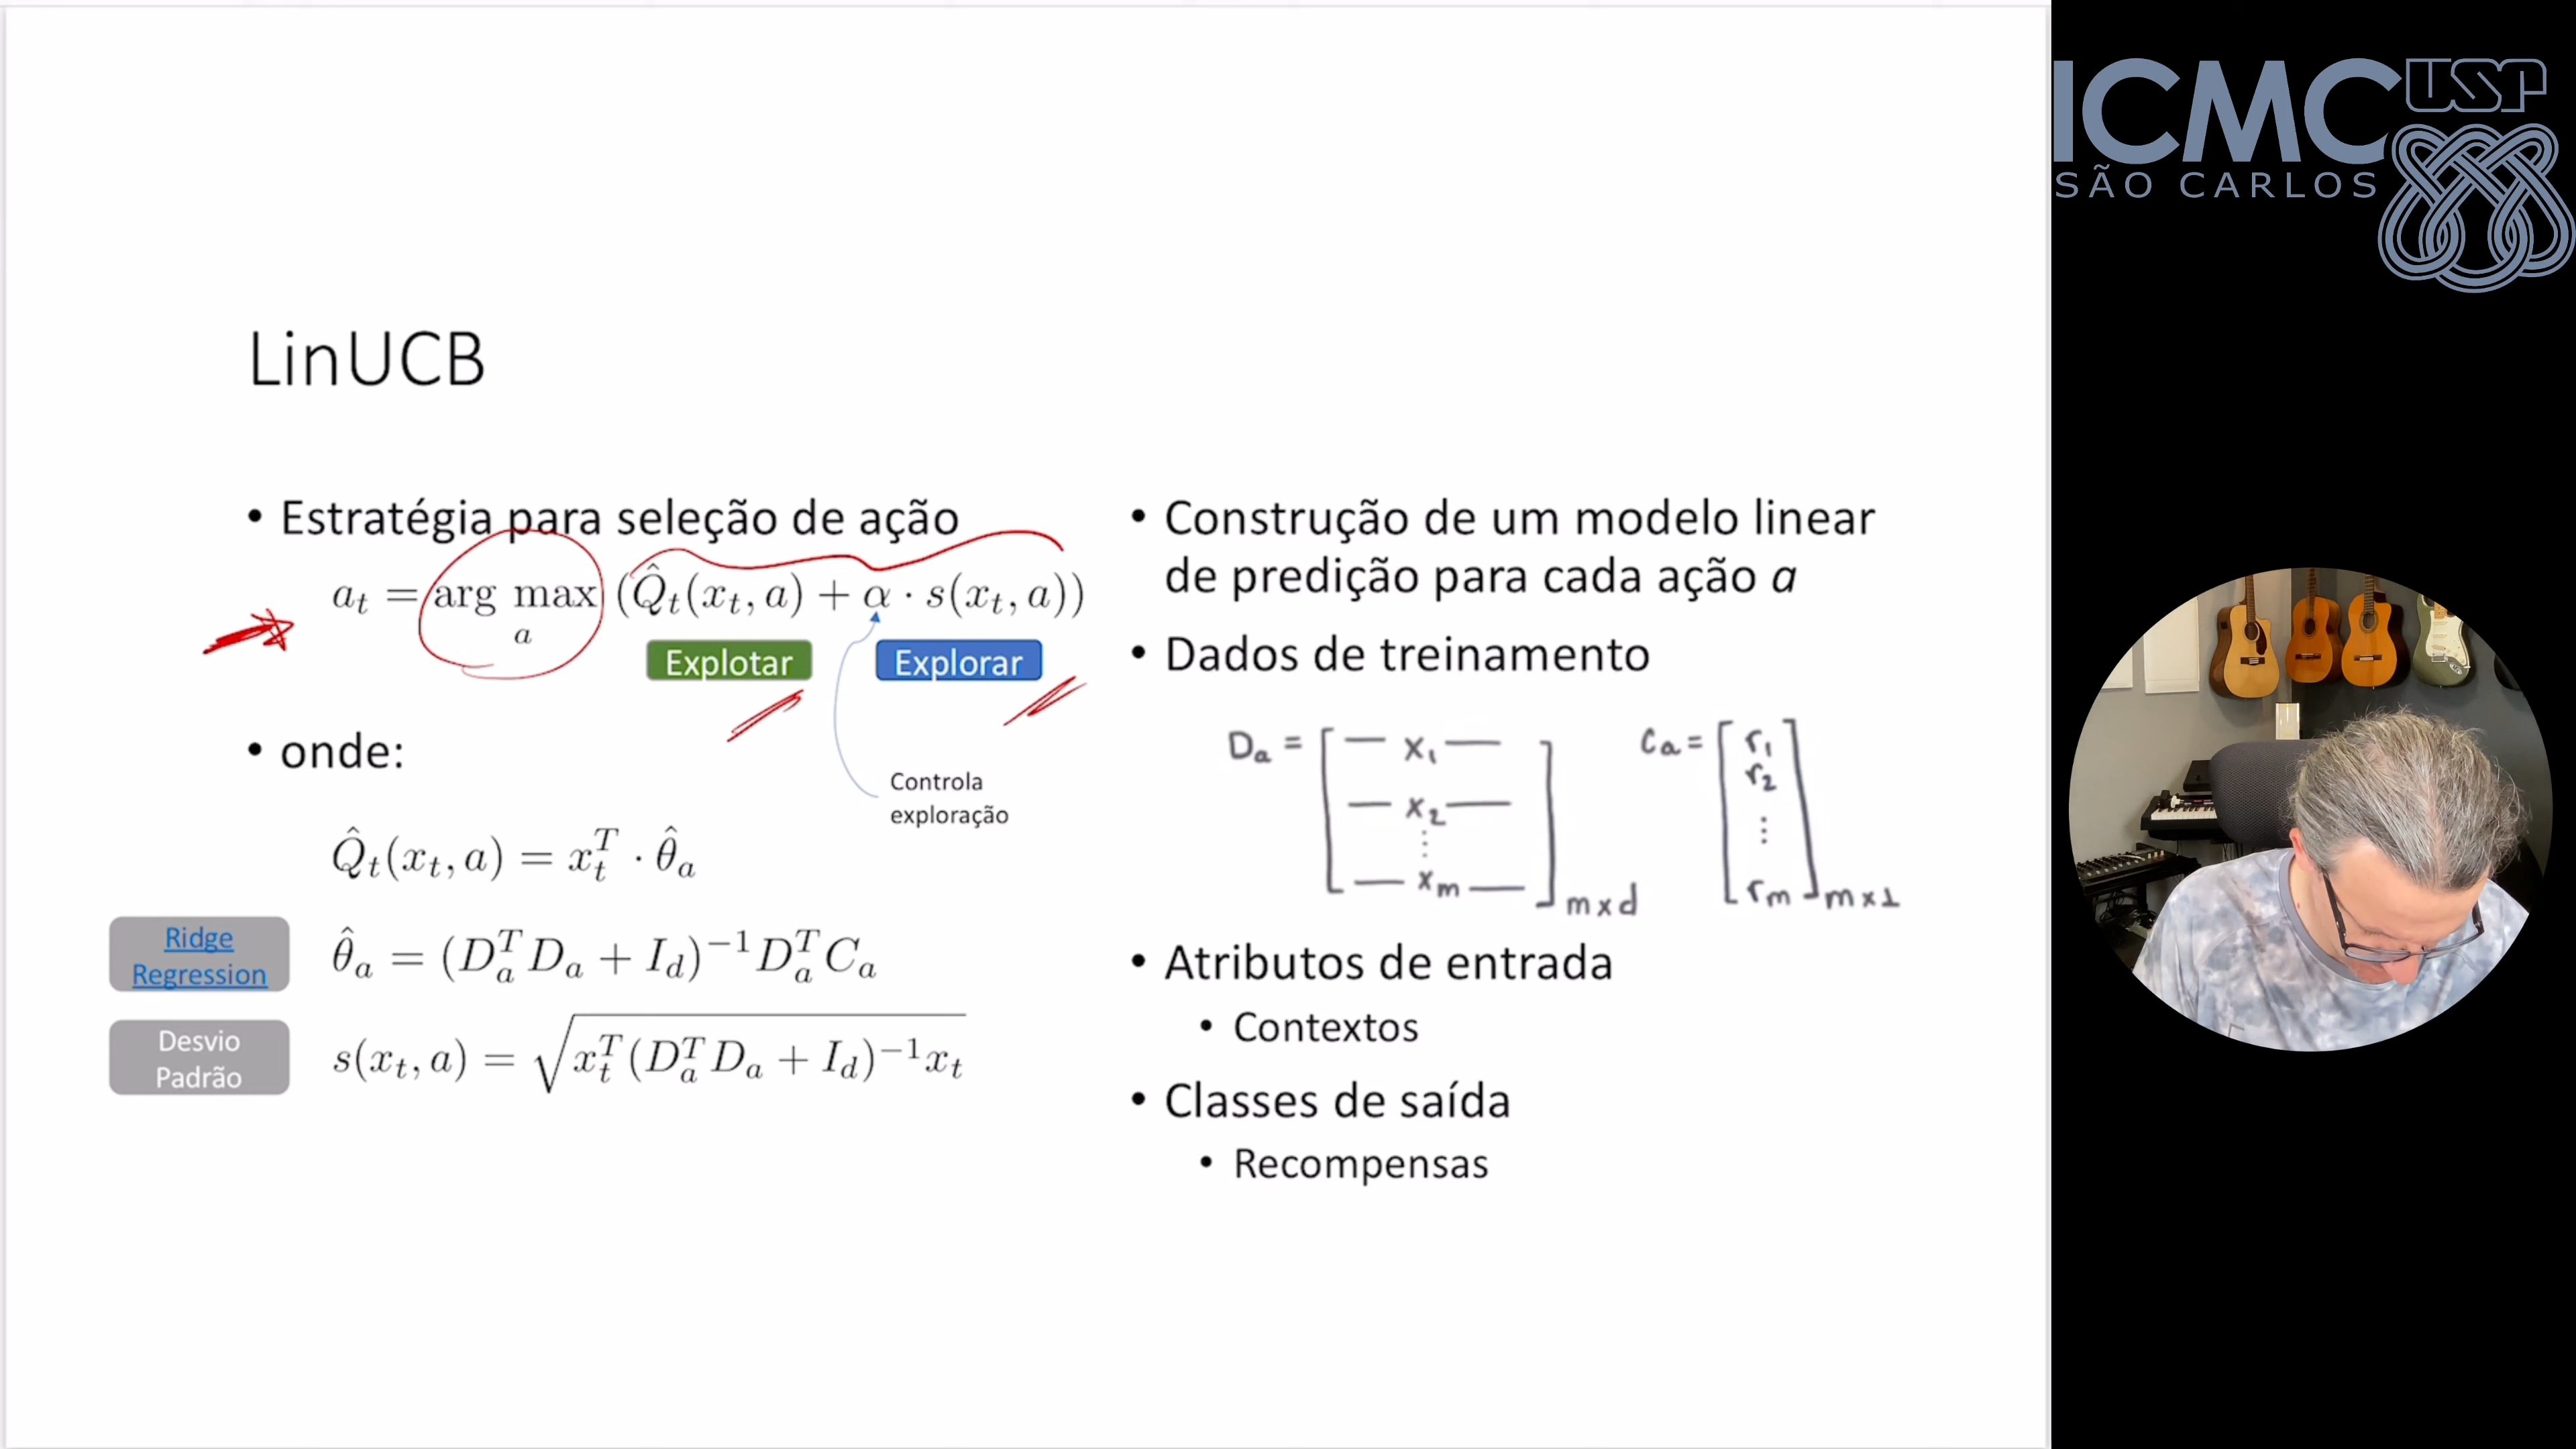 LinUCB
• Estratégia para seleção de ação
a_t = arg max (Q̂_t(x_t, a) + α · s(x_t, a))
a
Explotar
Explorar
• onde:
Controla
exploração
Q̂_t(x_t, a) = x_t^T · θ̂_a
Ridge
Regression
θ̂_a = (D_a^T D_a + I_d)^{-1} D_a^T C_a
Desvio
Padrão
s(x_t, a) = √(x_t^T (D_a^T D_a + I_d)^{-1} x_t)
• Construção de um modelo linear
de predição para cada ação a
• Dados de treinamento
D_a = [ — x_1 —
— x_2 —
⋮
— x_m — ] m x d
C_a = [ r_1
r_2
⋮
r_m ] m x 1
• Atributos de entrada
• Contextos
• Classes de saída
• Recompensas
ICMC USP
SÃO CARLOS